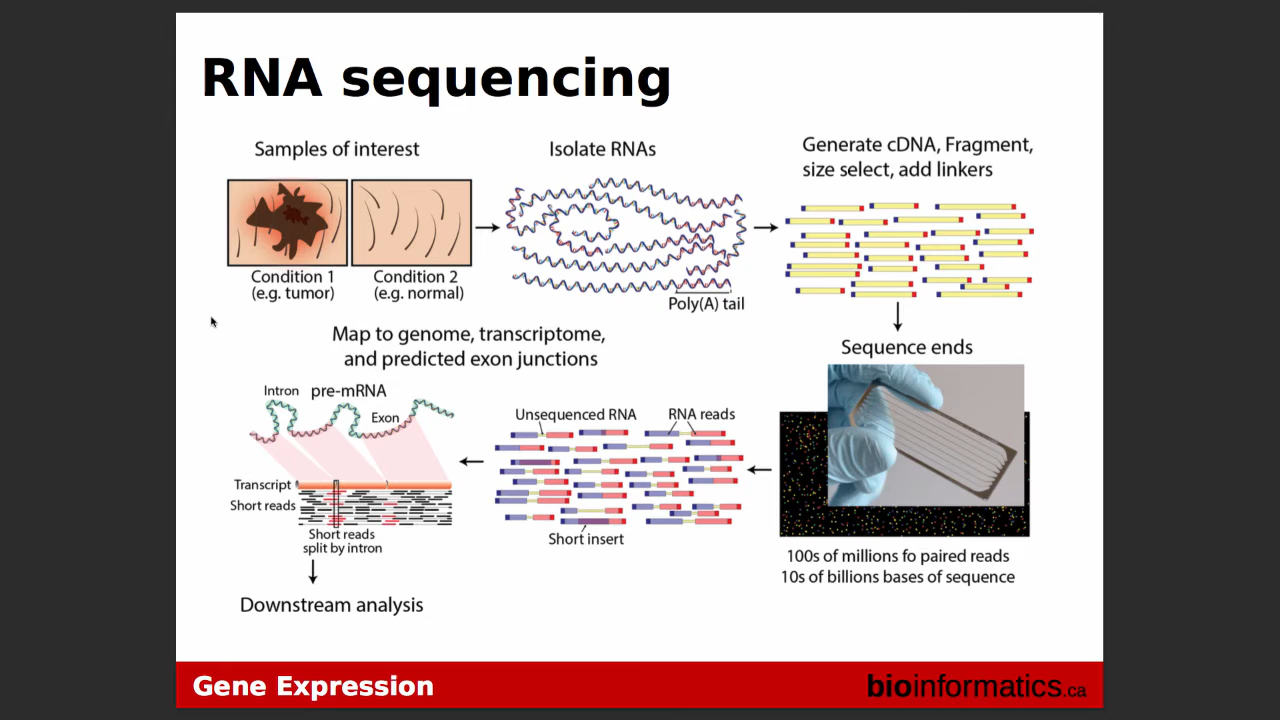 RNA sequencing
Samples of interest
Condition 1
(e.g. tumor)
Condition 2
(e.g. normal)
Isolate RNAs
Poly(A) tail
Generate cDNA, Fragment,
size select, add linkers
Sequence ends
100s of millions fo paired reads
10s of billions bases of sequence
Unsequenced RNA
RNA reads
Short insert
Map to genome, transcriptome,
and predicted exon junctions
Intron
pre-mRNA
Exon
Transcript
Short reads
Short reads
split by intron
Downstream analysis
Gene Expression
bioinformatics.ca